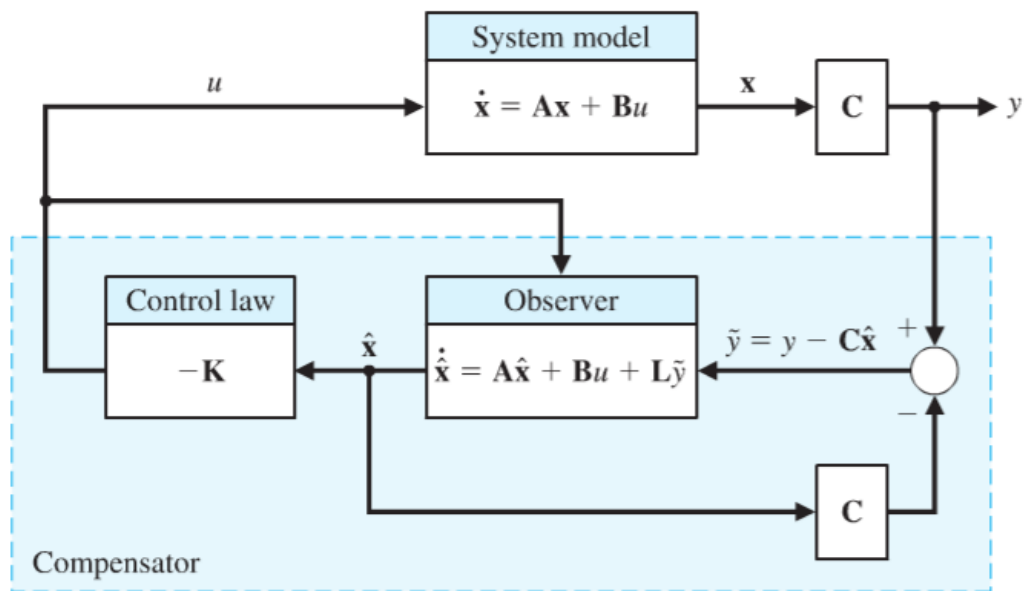 System model
u
ẋ = Ax + Bu
x
C
y
Control law
−K
x̂
Observer
x̂̇ = Ax̂ + Bu + Lỹ
ỹ = y − Cx̂
+
−
C
Compensator